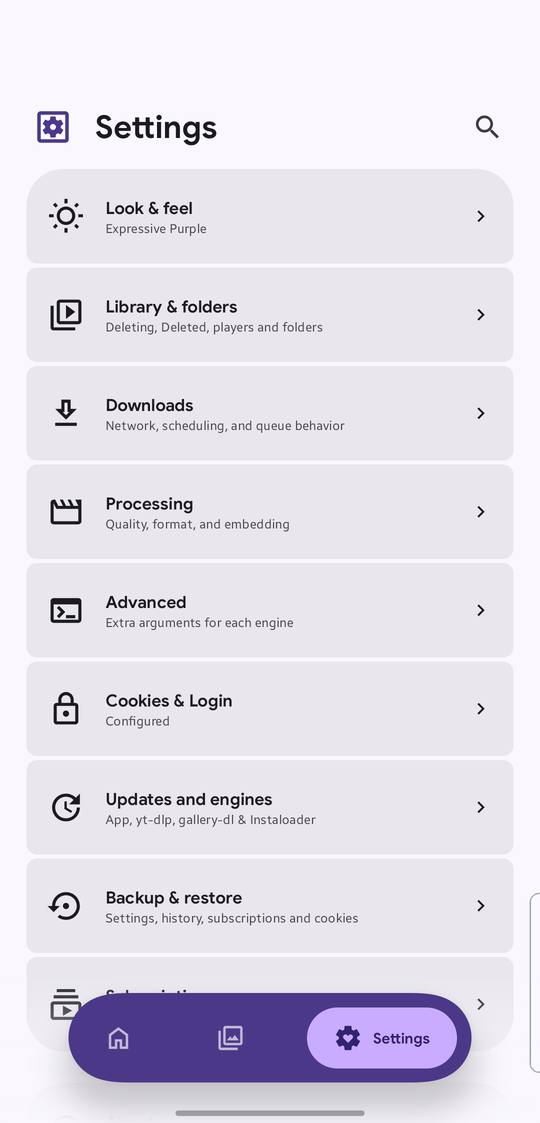 Settings
Look & feel
Expressive Purple
Library & folders
Deleting, Deleted, players and folders
Downloads
Network, scheduling, and queue behavior
Processing
Quality, format, and embedding
Advanced
Extra arguments for each engine
Cookies & Login
Configured
Updates and engines
App, yt-dlp, gallery-dl & Instaloader
Backup & restore
Settings, history, subscriptions and cookies
Settings